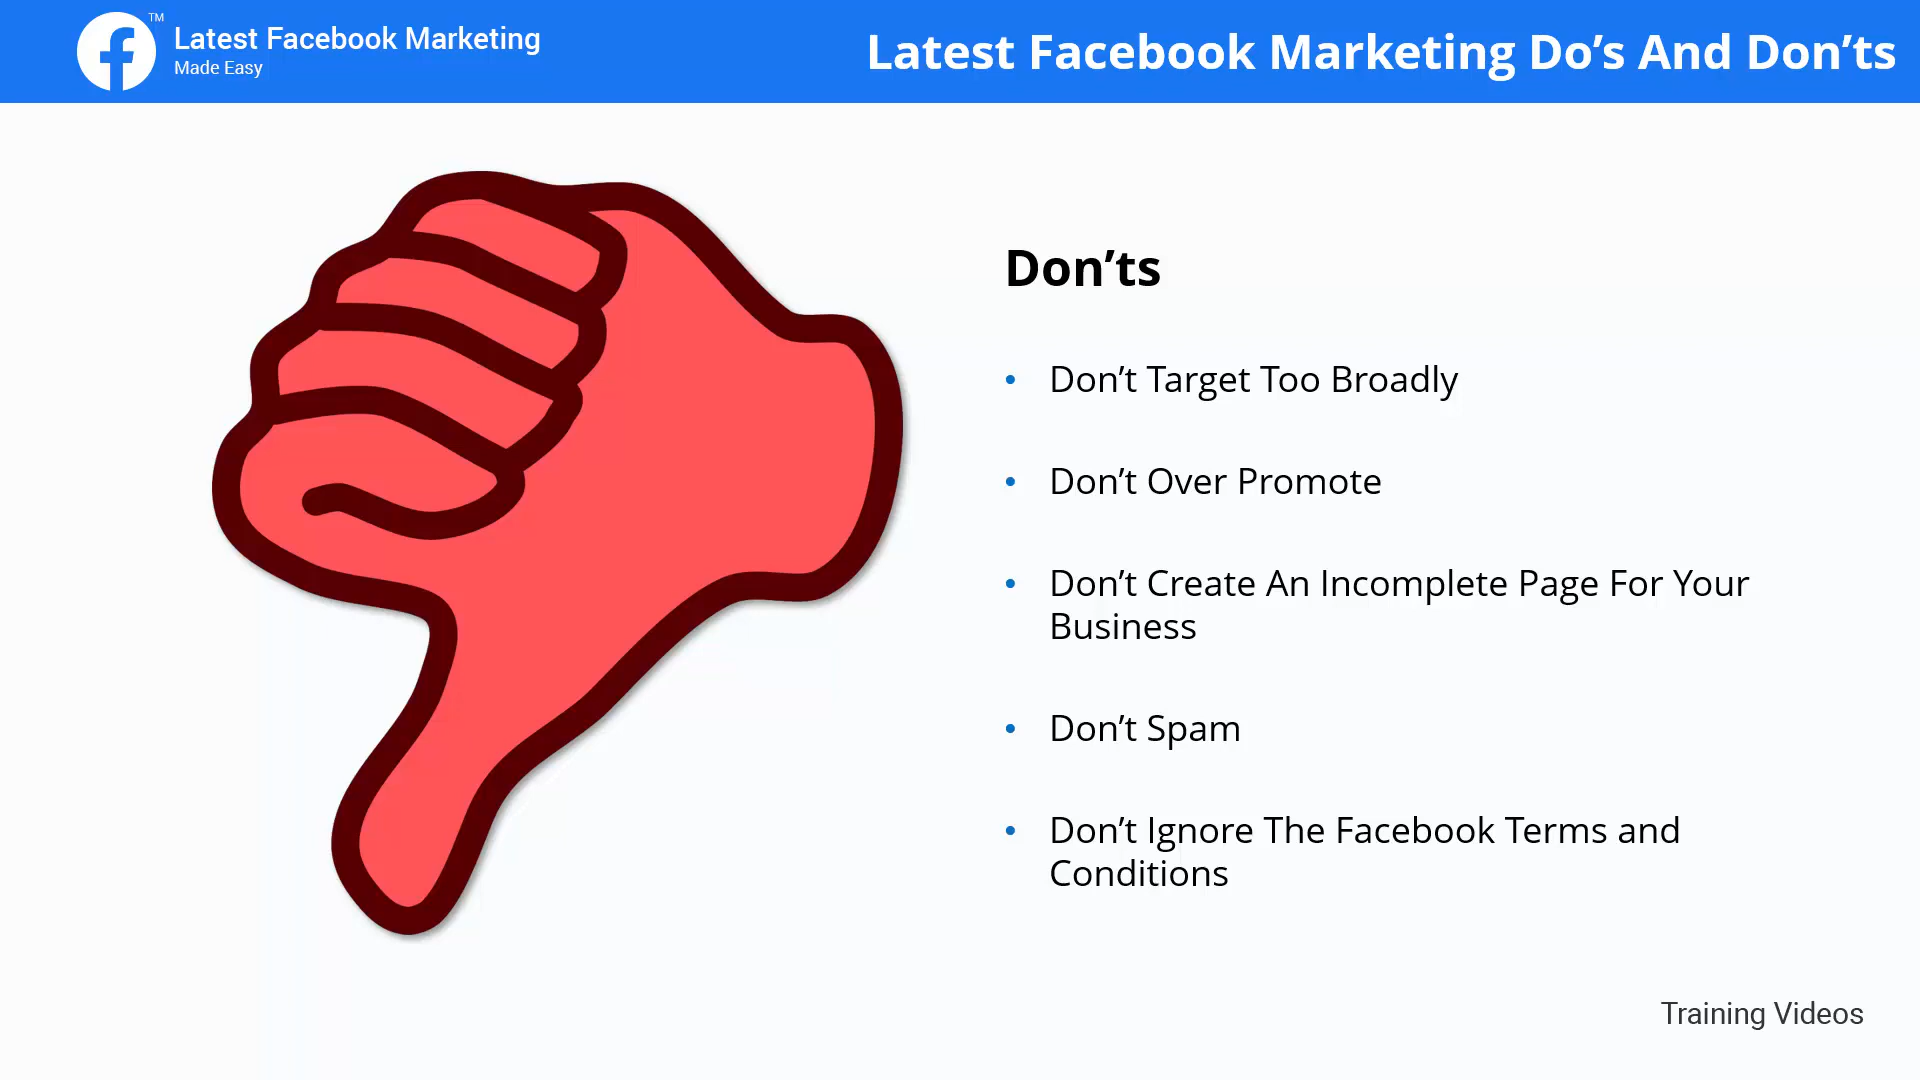 Latest Facebook Marketing
TM
Made Easy
Latest Facebook Marketing Do’s And Don’ts
Don’ts
• Don’t Target Too Broadly
• Don’t Over Promote
• Don’t Create An Incomplete Page For Your
Business
• Don’t Spam
• Don’t Ignore The Facebook Terms and
Conditions
Training Videos